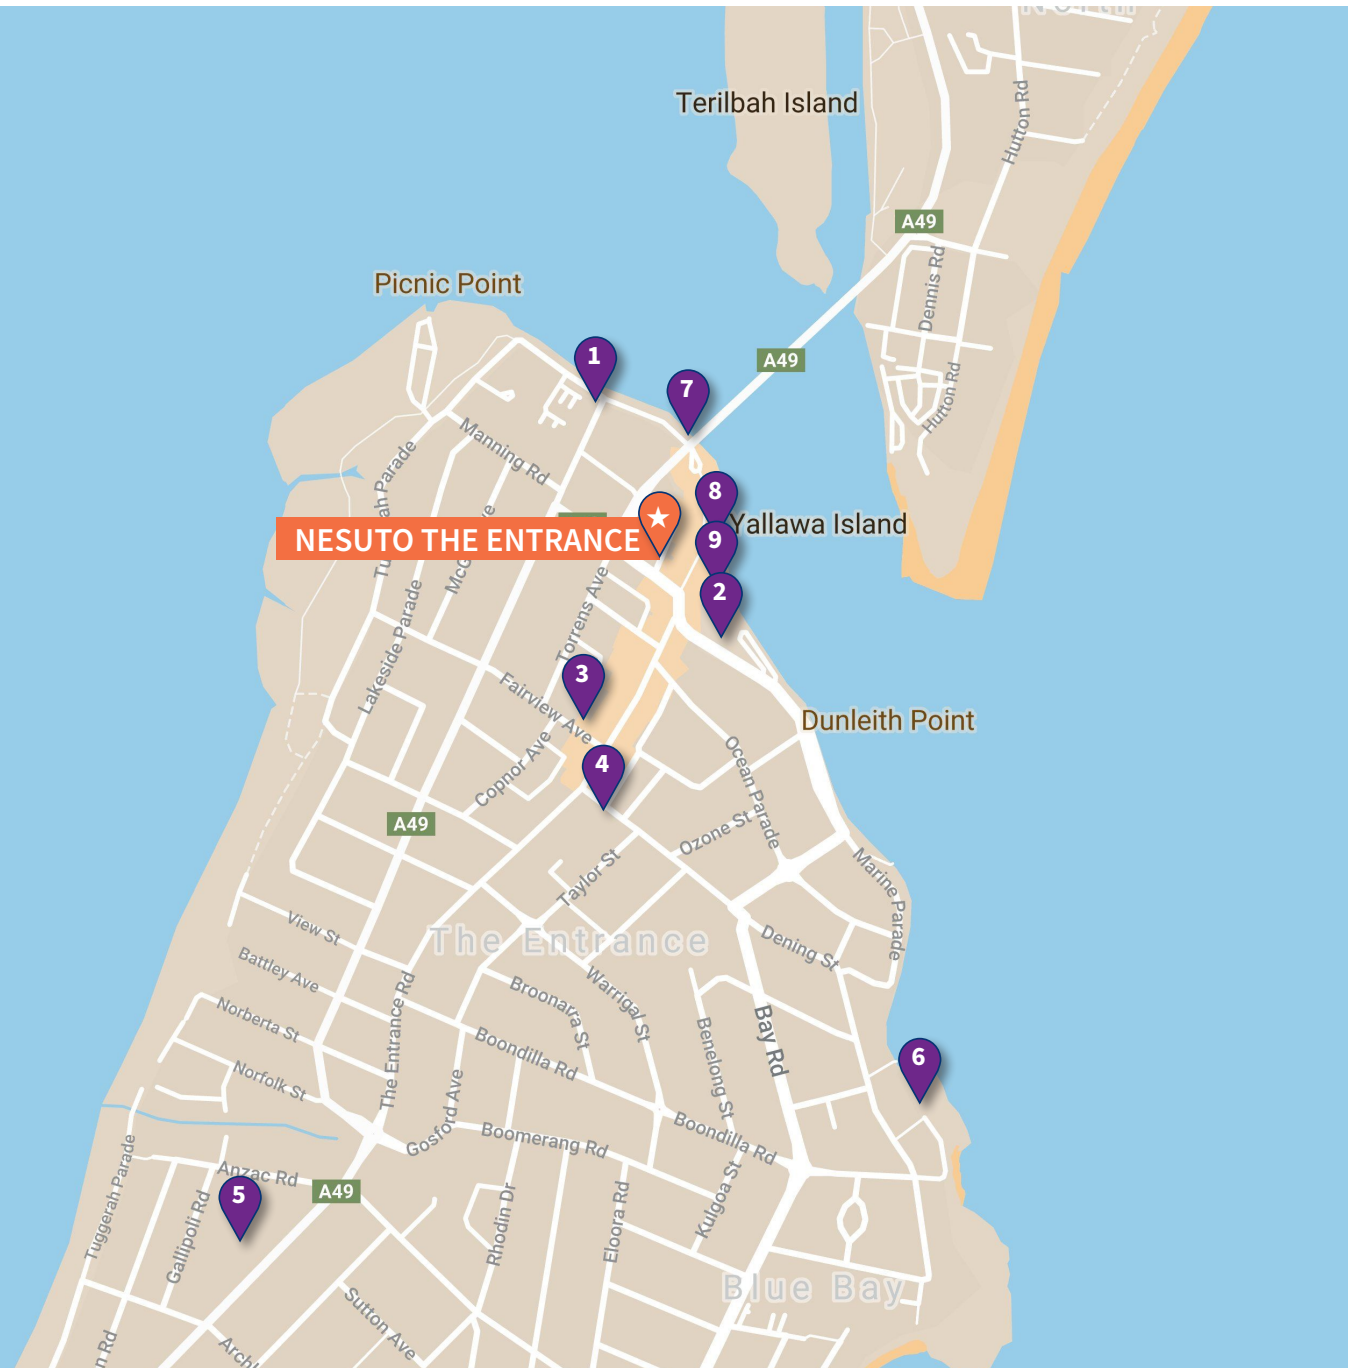 North
Terilbah Island
Hutton Rd
A49
Dennis Rd
Picnic Point
A49
1
7
Hutton Rd
Manning Rd
8
Yallawa Island
NESUTO THE ENTRANCE
9
2
Torrens Ave
Lakeside Parade
3
Fairview Ave
Dunleith Point
Copnor Ave
4
Ocean Parade
A49
Ozone St
Taylor St
Marine Parade
View St
The Entrance
Dening St
Battley Ave
The Entrance Rd
Broonarra St
Warrigal St
Norberta St
Bay Rd
Benelong St
Boondilla Rd
6
Norfolk St
Gosford Ave
Boomerang Rd
Boondilla Rd
Tuggerah Parade
Anzac Rd
A49
5
Gallipoli Rd
Rhodin Dr
Eloora Rd
Kulgoa St
Blue Bay
Sutton Ave